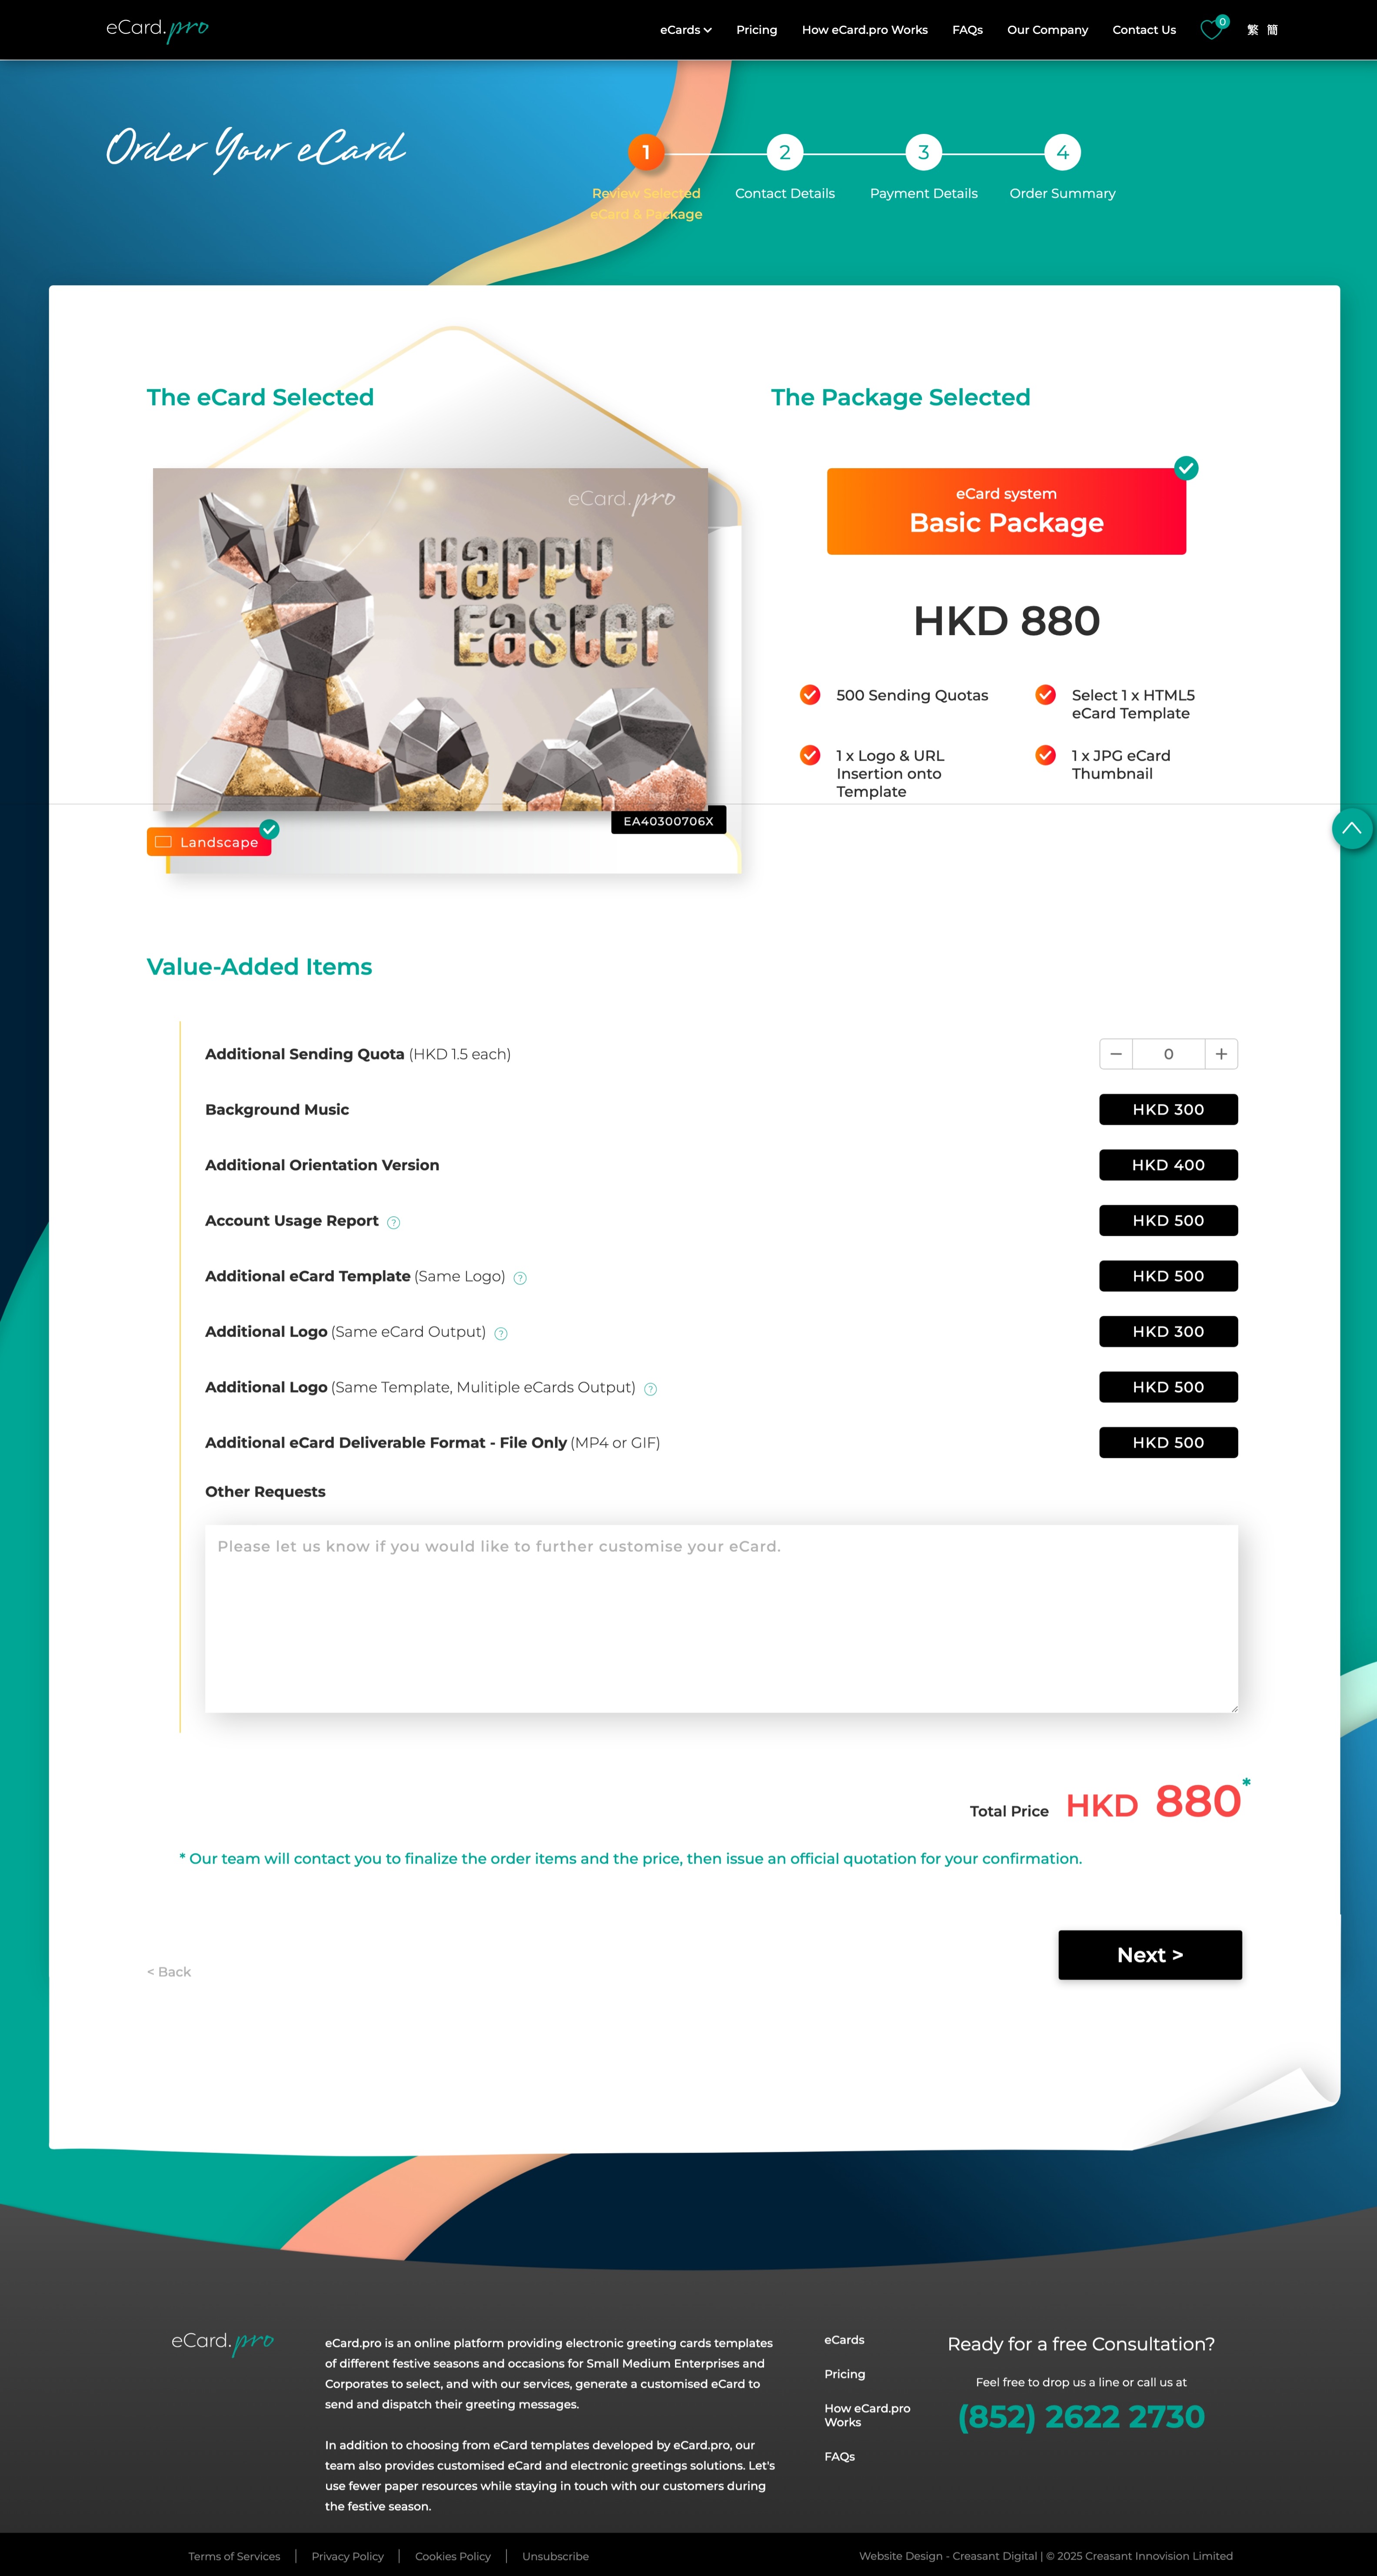 eCard.pro
eCards
Pricing
How eCard.pro Works
FAQs
Our Company
Contact Us
0
繁 簡
Order Your eCard
1
2
3
4
Review Selected
eCard & Package
Contact Details
Payment Details
Order Summary
The eCard Selected
eCard.pro
HAPPY
EASTER
EA40300706X
Landscape
The Package Selected
eCard system
Basic Package
HKD 880
500 Sending Quotas
Select 1 x HTML5
eCard Template
1 x Logo & URL
Insertion onto
Template
1 x JPG eCard
Thumbnail
Value-Added Items
Additional Sending Quota (HKD 1.5 each)
− 0 +
Background Music
HKD 300
Additional Orientation Version
HKD 400
Account Usage Report ?
HKD 500
Additional eCard Template (Same Logo) ?
HKD 500
Additional Logo (Same eCard Output) ?
HKD 300
Additional Logo (Same Template, Mulitiple eCards Output) ?
HKD 500
Additional eCard Deliverable Format - File Only (MP4 or GIF)
HKD 500
Other Requests
Please let us know if you would like to further customise your eCard.
Total Price HKD 880*
* Our team will contact you to finalize the order items and the price, then issue an official quotation for your confirmation.
< Back
Next >
eCard.pro
eCard.pro is an online platform providing electronic greeting cards templates
of different festive seasons and occasions for Small Medium Enterprises and
Corporates to select, and with our services, generate a customised eCard to
send and dispatch their greeting messages.
In addition to choosing from eCard templates developed by eCard.pro, our
team also provides customised eCard and electronic greetings solutions. Let's
use fewer paper resources while staying in touch with our customers during
the festive season.
eCards
Pricing
How eCard.pro
Works
FAQs
Ready for a free Consultation?
Feel free to drop us a line or call us at
(852) 2622 2730
Terms of Services | Privacy Policy | Cookies Policy | Unsubscribe
Website Design - Creasant Digital | © 2025 Creasant Innovision Limited